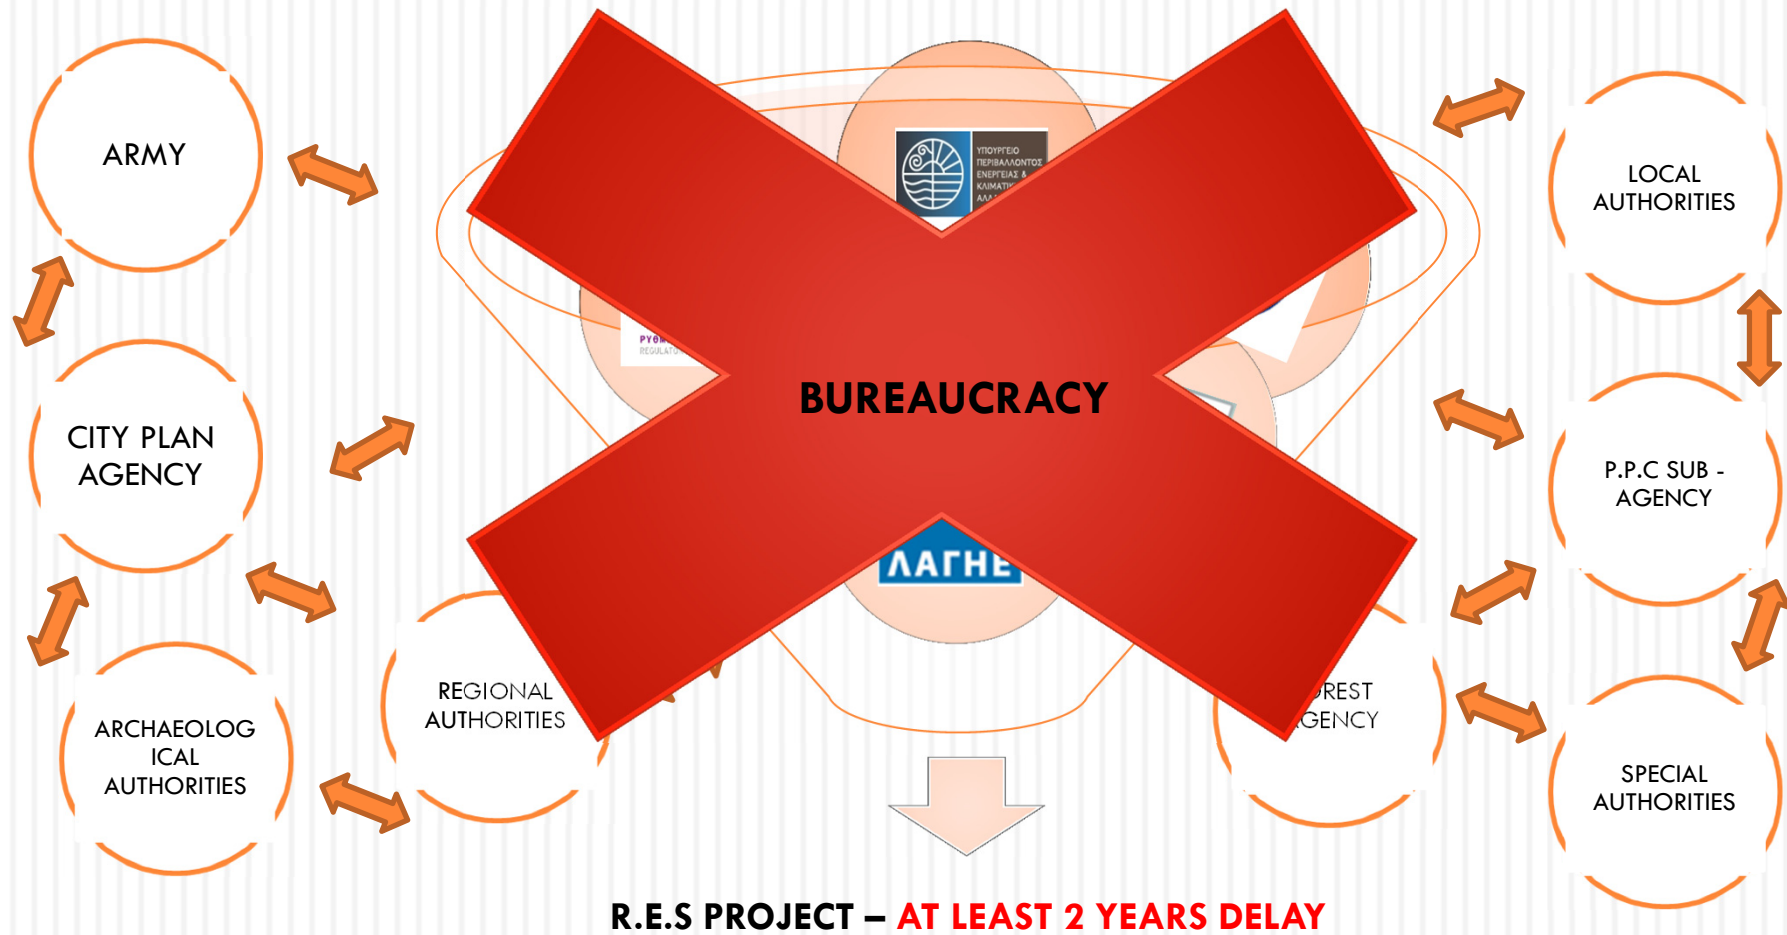 ARMY
CITY PLAN
AGENCY
ARCHAEOLOG
ICAL
AUTHORITIES
REGIONAL
AUTHORITIES
ΥΠΟΥΡΓΕΙΟ
ΠΕΡΙΒΑΛΛΟΝΤΟΣ
ΕΝΕΡΓΕΙΑΣ &
BUREAUCRACY
ΛΑΓΗΕ
AGENCY
LOCAL
AUTHORITIES
P.P.C SUB -
AGENCY
SPECIAL
AUTHORITIES
R.E.S PROJECT – AT LEAST 2 YEARS DELAY